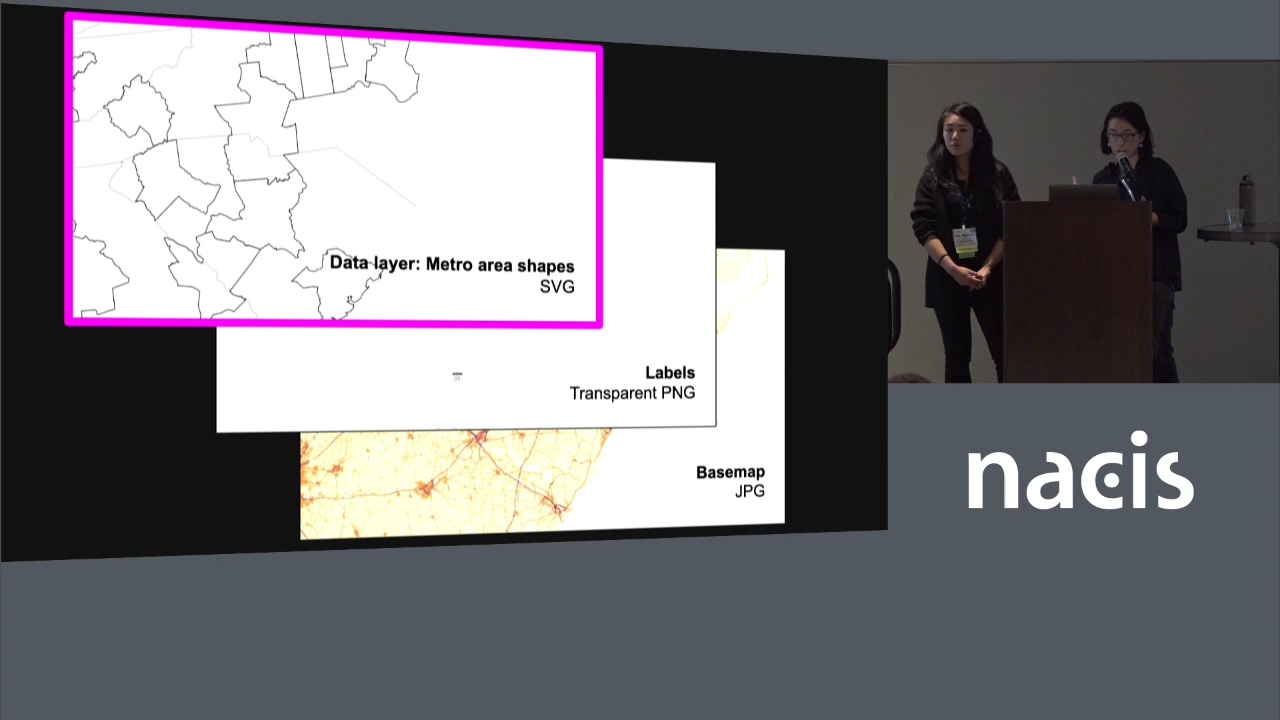 Data layer: Metro area shapes
SVG
Labels
Transparent PNG
Basemap
JPG
nacis